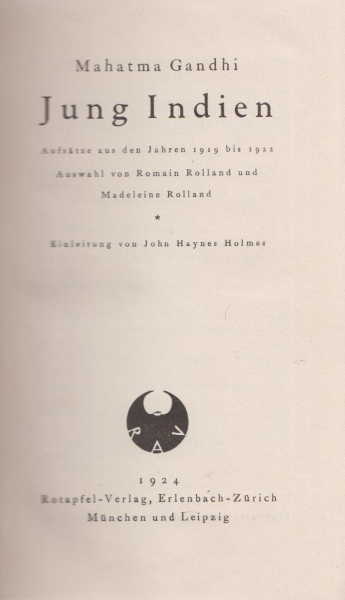 Mahatma Gandhi
Jung Indien
Aufsätze aus den Jahren 1919 bis 1922
Auswahl von Romain Rolland und
Madeleine Rolland
*
Einleitung von John Haynes Holmes
R A V
1924
Rotapfel-Verlag, Erlenbach-Zürich
München und Leipzig